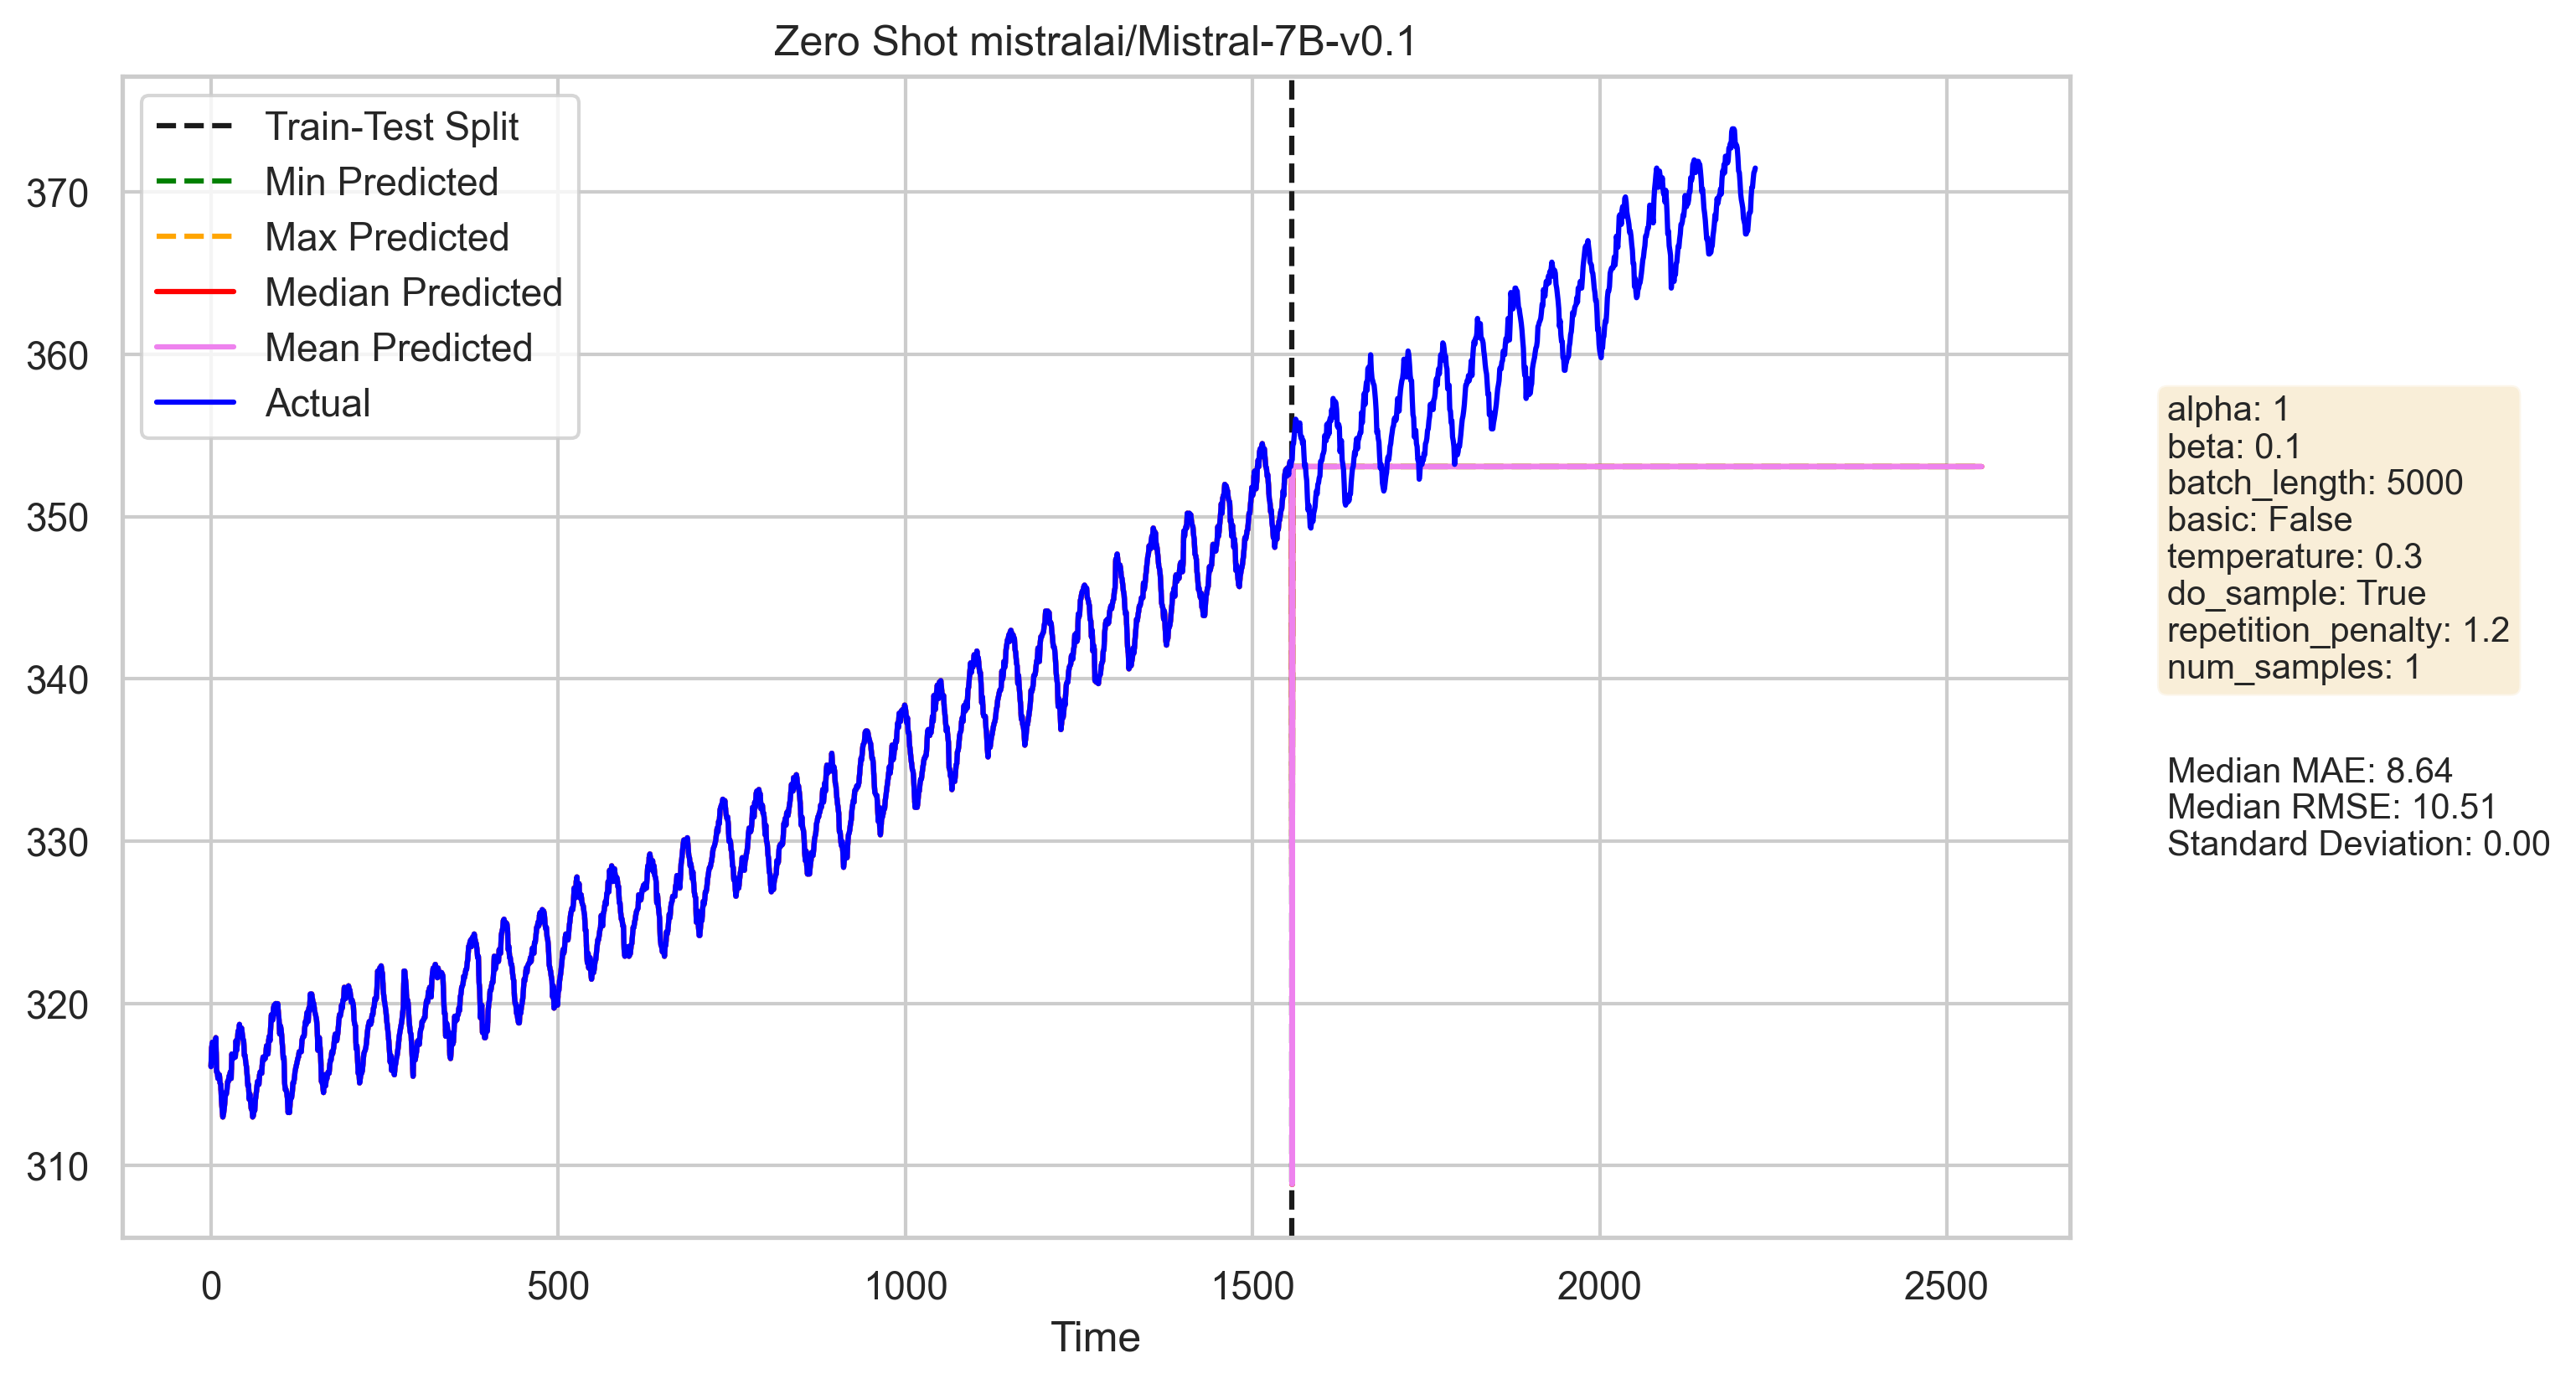 Zero Shot mistralai/Mistral-7B-v0.1
Train-Test Split
Min Predicted
Max Predicted
Median Predicted
Mean Predicted
Actual
370
360
350
340
330
320
310
0
500
1000
1500
2000
2500
Time
alpha: 1
beta: 0.1
batch_length: 5000
basic: False
temperature: 0.3
do_sample: True
repetition_penalty: 1.2
num_samples: 1
Median MAE: 8.64
Median RMSE: 10.51
Standard Deviation: 0.00